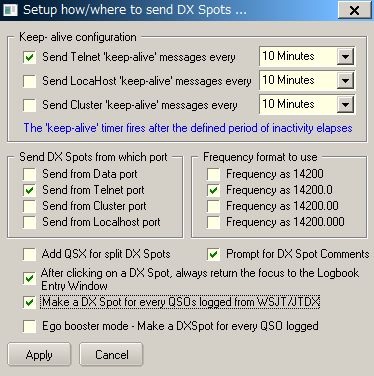 Setup how/where to send DX Spots ...
Keep- alive configuration
Send Telnet 'keep-alive' messages every 10 Minutes
Send LocaHost 'keep-alive' messages every 10 Minutes
Send Cluster 'keep-alive' messages every 10 Minutes
The 'keep-alive' timer fires after the defined period of inactivity elapses
Send DX Spots from which port
Send from Data port
Send from Telnet port
Send from Cluster port
Send from Localhost port
Frequency format to use
Frequency as 14200
Frequency as 14200.0
Frequency as 14200.00
Frequency as 14200.000
Add QSX for split DX Spots
Prompt for DX Spot Comments
After clicking on a DX Spot, always return the focus to the Logbook
Entry Window
Make a DX Spot for every QSOs logged from WSJT/JTDX
Ego booster mode - Make a DXSpot for every QSO logged
Apply
Cancel